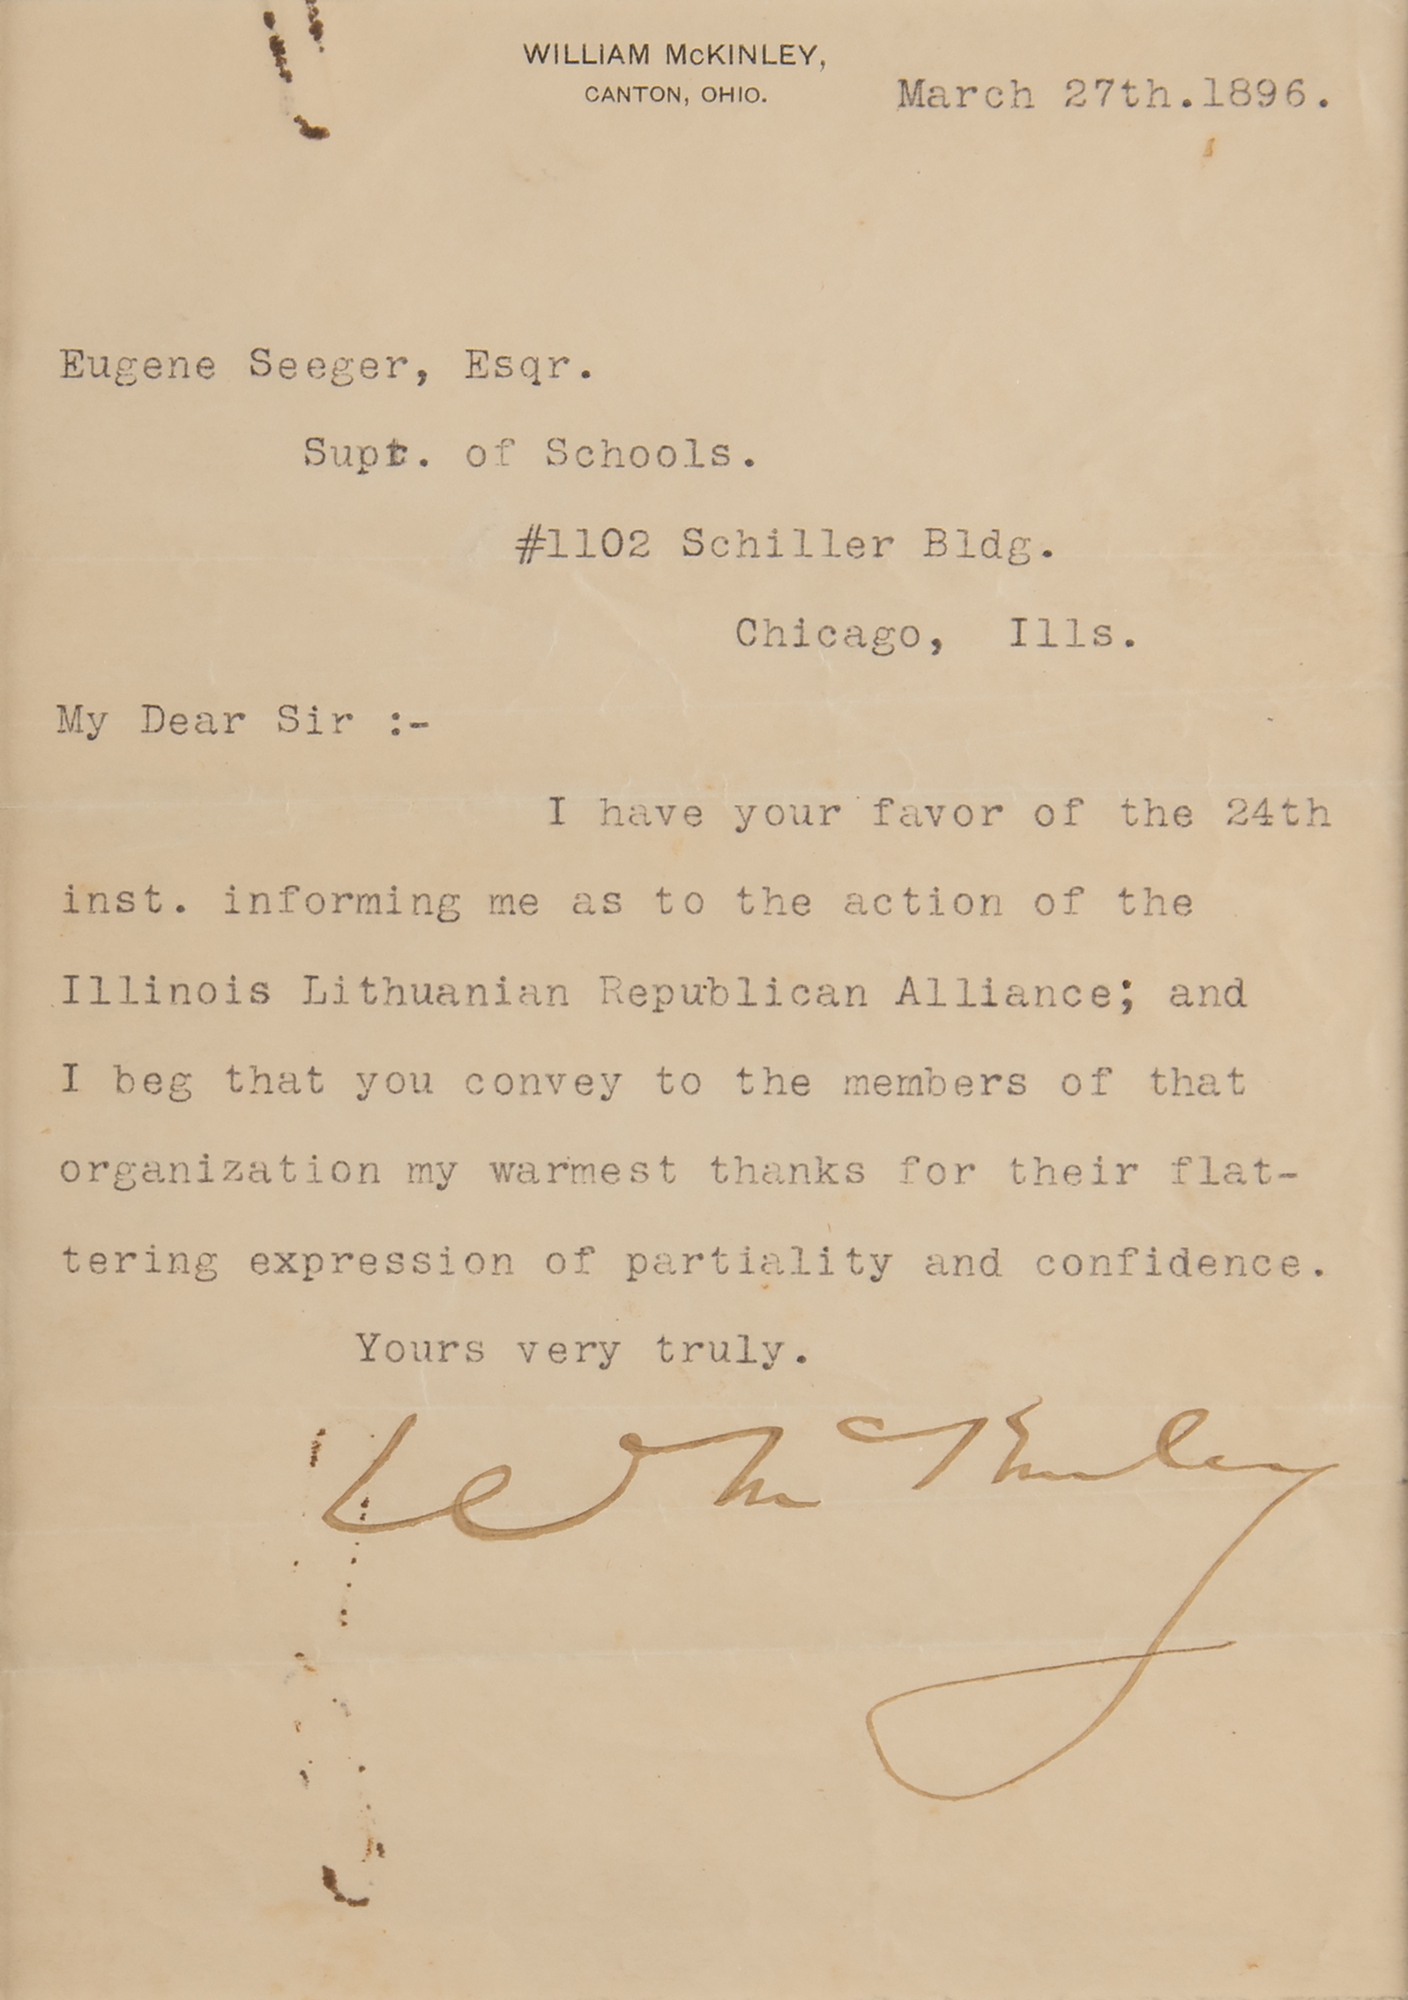 WILLIAM McKINLEY,
CANTON, OHIO.
March 27th.1896.
Eugene Seeger, Esqr.
Supt. of Schools.
#1102 Schiller Bldg.
Chicago, Ills.
My Dear Sir :-
I have your favor of the 24th
inst. informing me as to the action of the
Illinois Lithuanian Republican Alliance; and
I beg that you convey to the members of that
organization my warmest thanks for their flat-
tering expression of partiality and confidence.
Yours very truly.
Wm McKinley